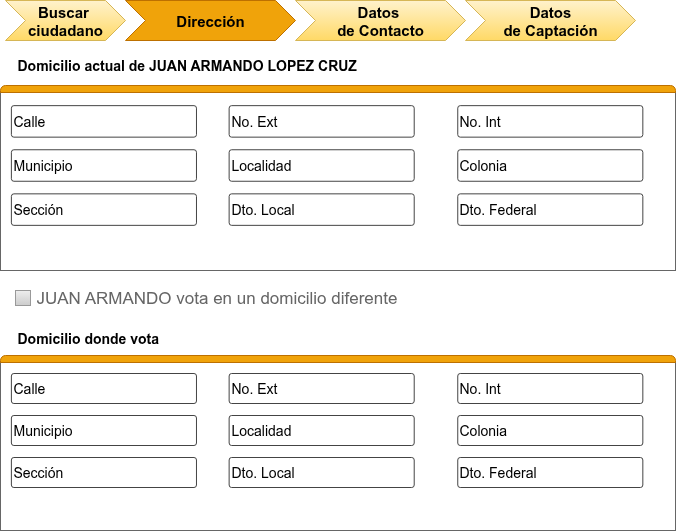 Buscar
ciudadano
Dirección
Datos
de Contacto
Datos
de Captación
Domicilio actual de JUAN ARMANDO LOPEZ CRUZ
Calle No. Ext No. Int
Municipio Localidad Colonia
Sección Dto. Local Dto. Federal
JUAN ARMANDO vota en un domicilio diferente
Domicilio donde vota
Calle No. Ext No. Int
Municipio Localidad Colonia
Sección Dto. Local Dto. Federal